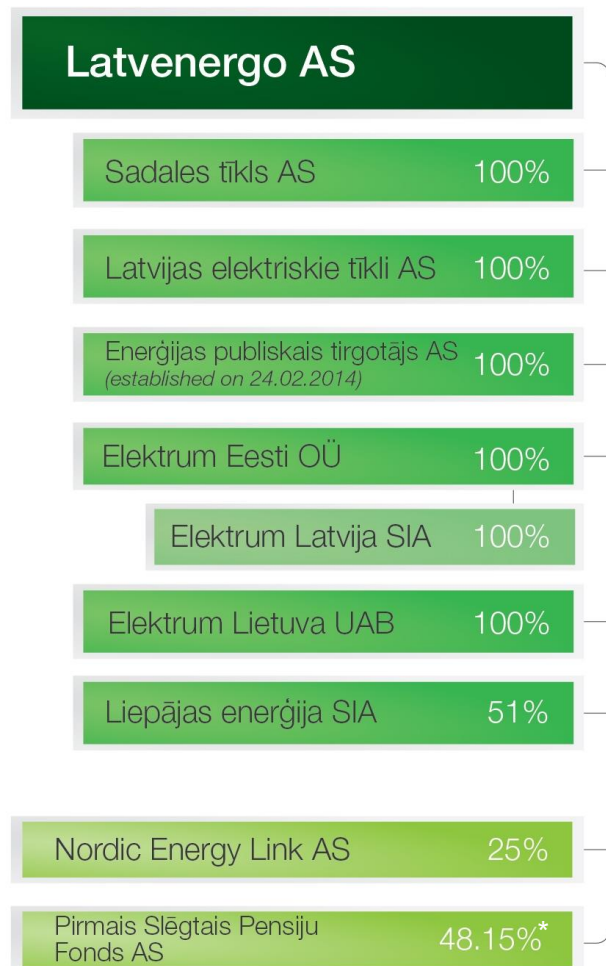 Latvenergo AS
Sadales tīkls AS 100%
Latvijas elektriskie tīkli AS 100%
Enerģijas publiskais tirgotājs AS 100%
(established on 24.02.2014)
Elektrum Eesti OÜ 100%
Elektrum Latvija SIA 100%
Elektrum Lietuva UAB 100%
Liepājas enerģija SIA 51%
Nordic Energy Link AS 25%
Pirmais Slēgtais Pensiju
Fonds AS 48.15%*